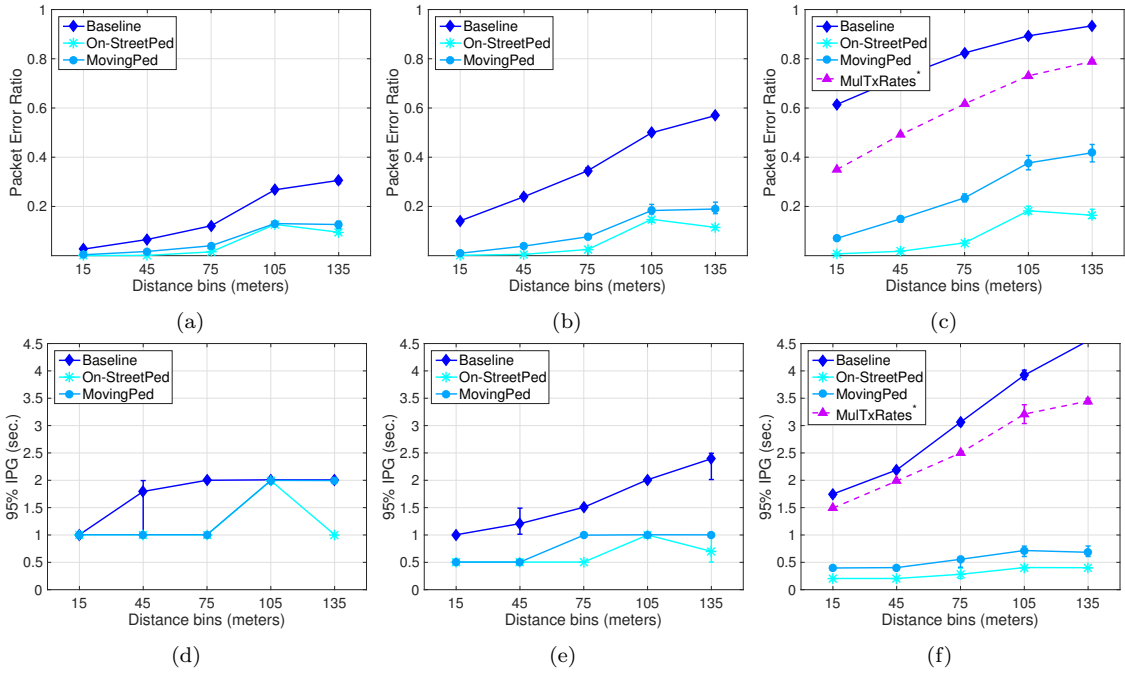 1
0.8
0.6
0.4
0.2
Packet Error Ratio
Baseline
On-StreetPed
MovingPed
15 45 75 105 135
Distance bins (meters)
(a)
1
0.8
0.6
0.4
0.2
Packet Error Ratio
Baseline
On-StreetPed
MovingPed
15 45 75 105 135
Distance bins (meters)
(b)
1
0.8
0.6
0.4
0.2
Packet Error Ratio
Baseline
On-StreetPed
MovingPed
MulTxRates*
15 45 75 105 135
Distance bins (meters)
(c)
4.5
4
3.5
3
2.5
2
1.5
1
0.5
0
95% IPG (sec.)
Baseline
On-StreetPed
MovingPed
15 45 75 105 135
Distance bins (meters)
(d)
4.5
4
3.5
3
2.5
2
1.5
1
0.5
0
95% IPG (sec.)
Baseline
On-StreetPed
MovingPed
15 45 75 105 135
Distance bins (meters)
(e)
4.5
4
3.5
3
2.5
2
1.5
1
0.5
0
95% IPG (sec.)
Baseline
On-StreetPed
MovingPed
MulTxRates*
15 45 75 105 135
Distance bins (meters)
(f)